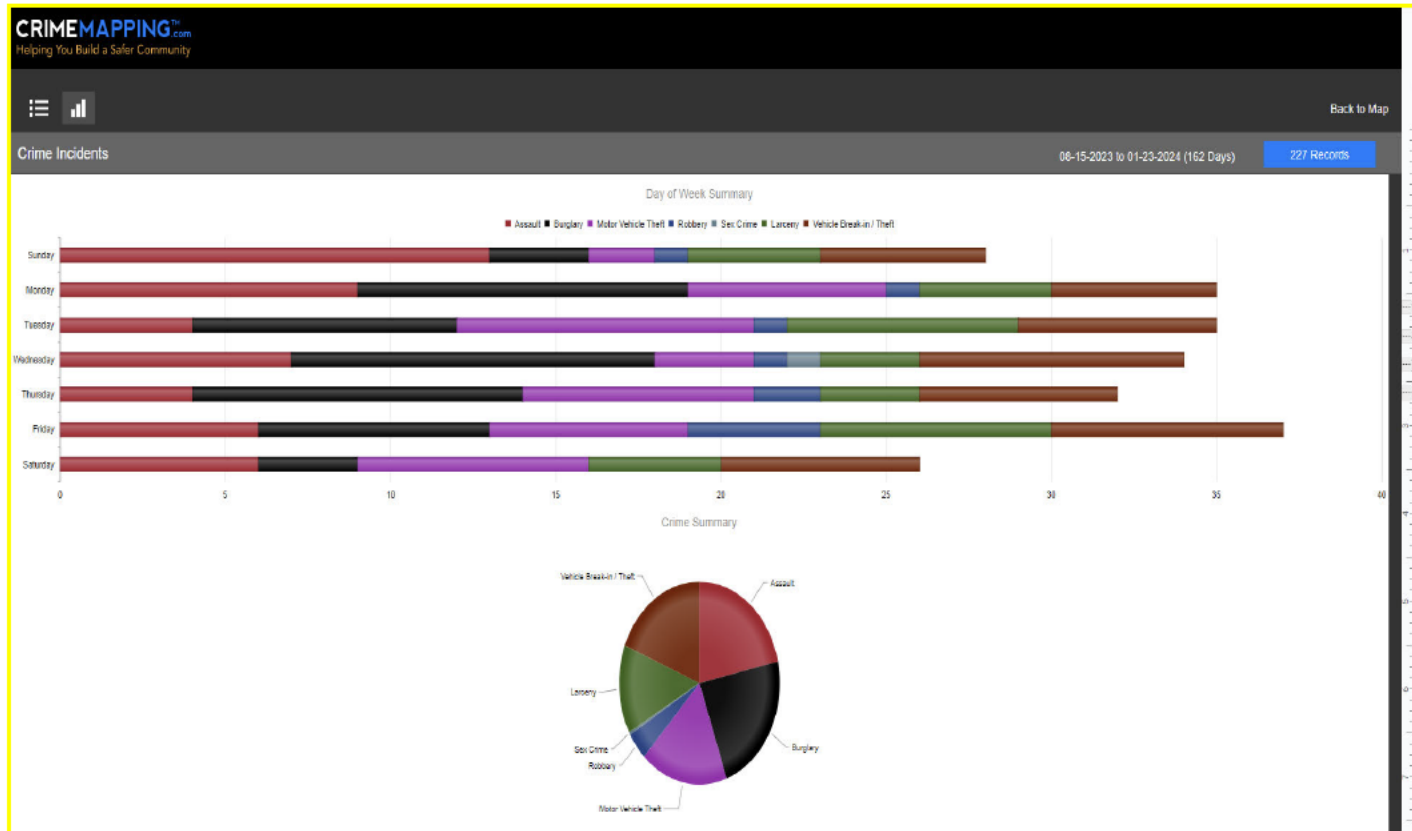 CRIMEMAPPING™.com
Helping You Build a Safer Community
Back to Map
Crime Incidents 08-15-2023 to 01-23-2024 (162 Days) 227 Records
Day of Week Summary
Assault Burglary Motor Vehicle Theft Robbery Sex Crime Larceny Vehicle Break-in / Theft
Sunday
Monday
Tuesday
Wednesday
Thursday
Friday
Saturday
0 5 10 15 20 25 30 35 40
Crime Summary
Vehicle Break-in / Theft
Assault
Larceny
Sex Crime
Burglary
Robbery
Motor Vehicle Theft